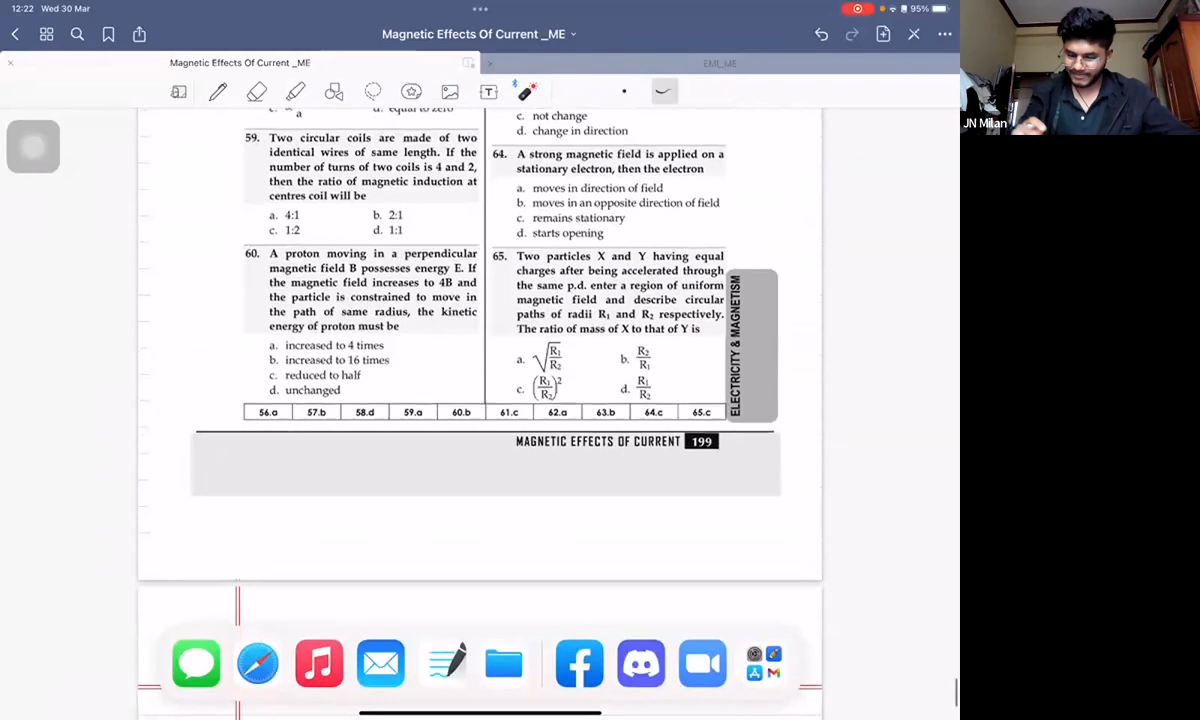 12:22 Wed 30 Mar
95%
Magnetic Effects Of Current _ME
Magnetic Effects Of Current _ME
EMI_ME
JN Milan
a
d. equal to zero
59. Two circular coils are made of two
identical wires of same length. If the
number of turns of two coils is 4 and 2,
then the ratio of magnetic induction at
centres coil will be
a. 4:1 b. 2:1
c. 1:2 d. 1:1
60. A proton moving in a perpendicular
magnetic field B possesses energy E. If
the magnetic field increases to 4B and
the particle is constrained to move in
the path of same radius, the kinetic
energy of proton must be
a. increased to 4 times
b. increased to 16 times
c. reduced to half
d. unchanged
c. not change
d. change in direction
64. A strong magnetic field is applied on a
stationary electron, then the electron
a. moves in direction of field
b. moves in an opposite direction of field
c. remains stationary
d. starts opening
65. Two particles X and Y having equal
charges after being accelerated through
the same p.d. enter a region of uniform
magnetic field and describe circular
paths of radii R₁ and R₂ respectively.
The ratio of mass of X to that of Y is
a. √(R₁/R₂) b. R₂/R₁
c. (R₁/R₂)² d. R₁/R₂
56.a 57.b 58.d 59.a 60.b 61.c 62.a 63.b 64.c 65.c
ELECTRICITY & MAGNETISM
MAGNETIC EFFECTS OF CURRENT 199